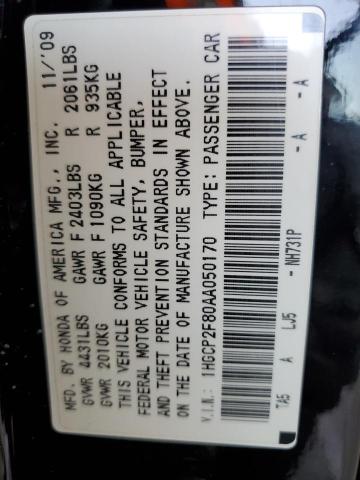 MFD. BY HONDA OF AMERICA MFG., INC. 11/'09
GVWR 4431LBS GAWR F 2403LBS R 2061LBS
GVWR 2010KG GAWR F 1090KG R 935KG
THIS VEHICLE CONFORMS TO ALL APPLICABLE
FEDERAL MOTOR VEHICLE SAFETY, BUMPER,
AND THEFT PREVENTION STANDARDS IN EFFECT
ON THE DATE OF MANUFACTURE SHOWN ABOVE.
V.I.N.: 1HGCP2F80AA050170 TYPE: PASSENGER CAR
TA5 A LJ5 - NH731P - A - A